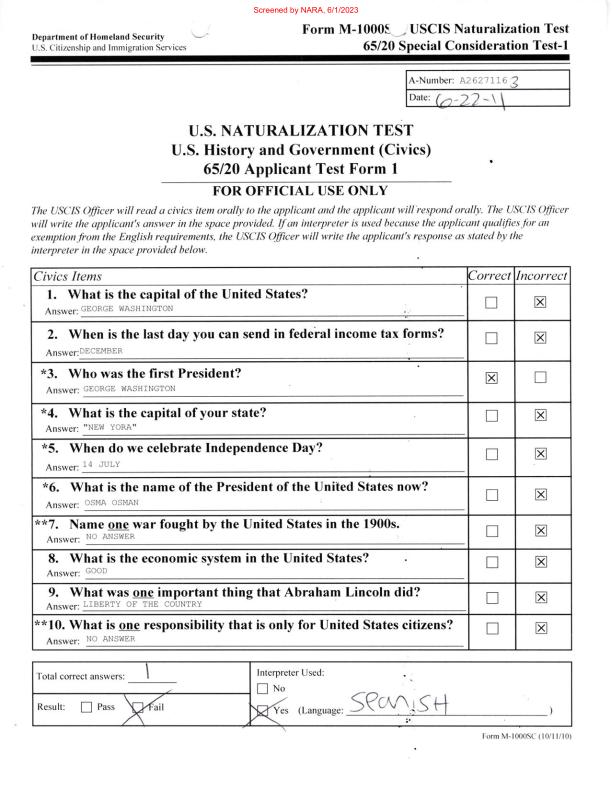 Screened by NARA, 6/1/2023
Department of Homeland Security
U.S. Citizenship and Immigration Services
Form M-1000S USCIS Naturalization Test
65/20 Special Consideration Test-1
A-Number: A26271163
Date: 6-22-11
U.S. NATURALIZATION TEST
U.S. History and Government (Civics)
65/20 Applicant Test Form 1
FOR OFFICIAL USE ONLY
The USCIS Officer will read a civics item orally to the applicant and the applicant will respond orally. The USCIS Officer
will write the applicant's answer in the space provided. If an interpreter is used because the applicant qualifies for an
exemption from the English requirements, the USCIS Officer will write the applicant's response as stated by the
interpreter in the space provided below.
Civics Items Correct Incorrect
1. What is the capital of the United States?
Answer: GEORGE WASHINGTON
2. When is the last day you can send in federal income tax forms?
Answer: DECEMBER
*3. Who was the first President?
Answer: GEORGE WASHINGTON
*4. What is the capital of your state?
Answer: "NEW YORA"
*5. When do we celebrate Independence Day?
Answer: 14 JULY
*6. What is the name of the President of the United States now?
Answer: OSMA OSMAN
**7. Name one war fought by the United States in the 1900s.
Answer: NO ANSWER
8. What is the economic system in the United States?
Answer: GOOD
9. What was one important thing that Abraham Lincoln did?
Answer: LIBERTY OF THE COUNTRY
**10. What is one responsibility that is only for United States citizens?
Answer: NO ANSWER
Total correct answers: 1
Result: Pass Fail
Interpreter Used:
No
Yes (Language: SPANISH )
Form M-1000SC (10/11/10)